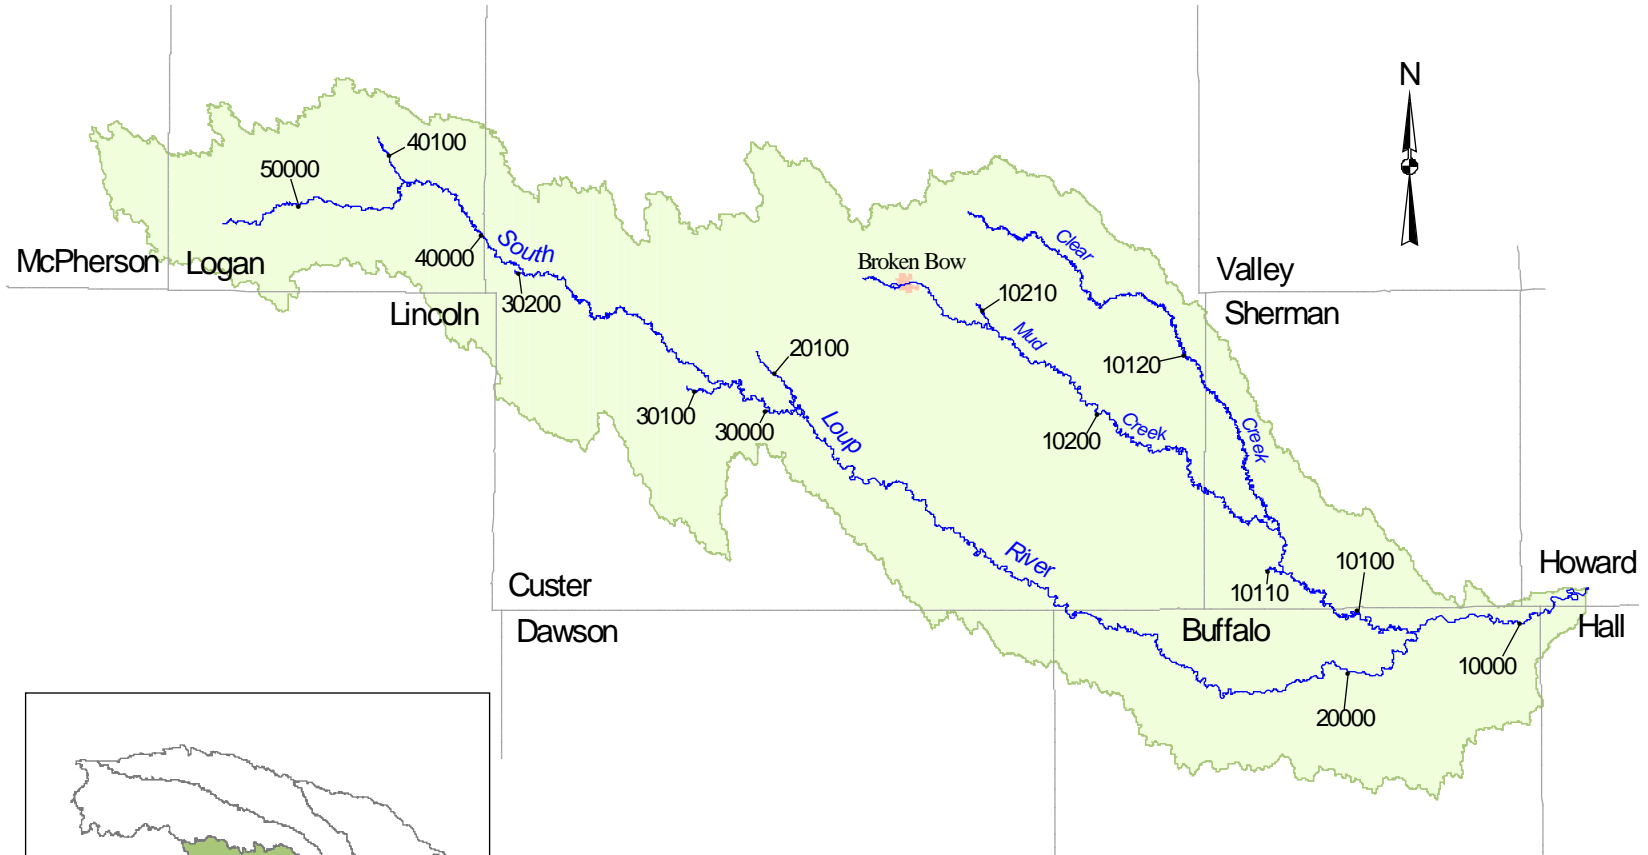 N
40100
50000
South
Clear
McPherson
Logan
40000
Broken Bow
Valley
30200
Lincoln
10210
Sherman
Mud
20100
10120
30100
30000
Loup
10200
Creek
Creek
River
10100
Howard
Custer
10110
Dawson
Buffalo
Hall
10000
20000